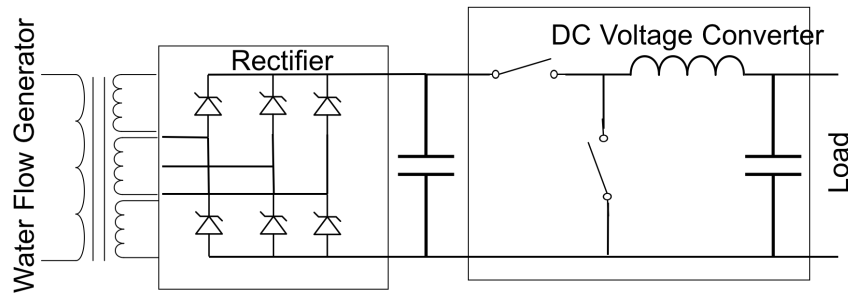 Water Flow Generator
Rectifier
DC Voltage Converter
Load